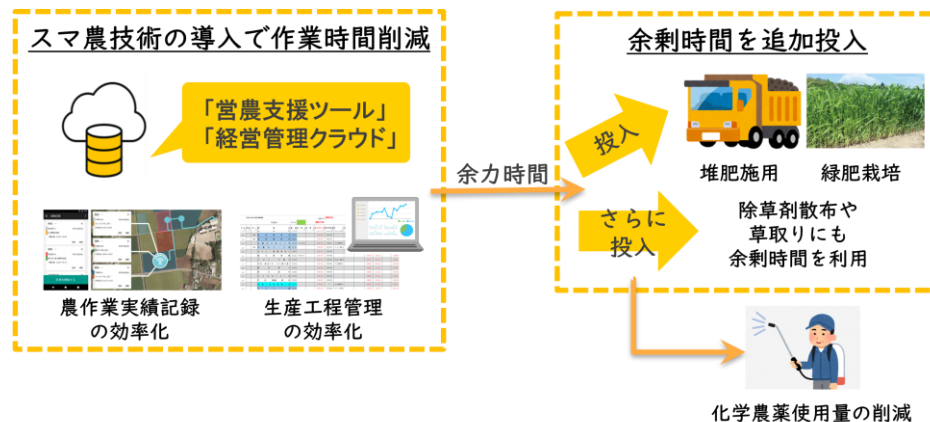 スマ農技術の導入で作業時間削減
「営農支援ツール」
「経営管理クラウド」
農作業実績記録
の効率化
生産工程管理
の効率化
余力時間
余剰時間を追加投入
投入
堆肥施用
緑肥栽培
さらに
投入
除草剤散布や
草取りにも
余剰時間を利用
化学農薬使用量の削減